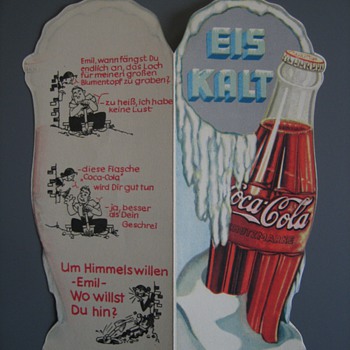 Emil, wann fängst Du
endlich an, das Loch
für meinen großen
Blumentopf zu graben?
-zu heiß, ich habe
keine Lust
-diese Flasche
"Coca-Cola"
wird Dir gut tun
-ja, besser
als Dein
Geschrei
Um Himmelswillen
-Emil-
Wo willst
Du hin?
EIS
KALT
Coca-Cola